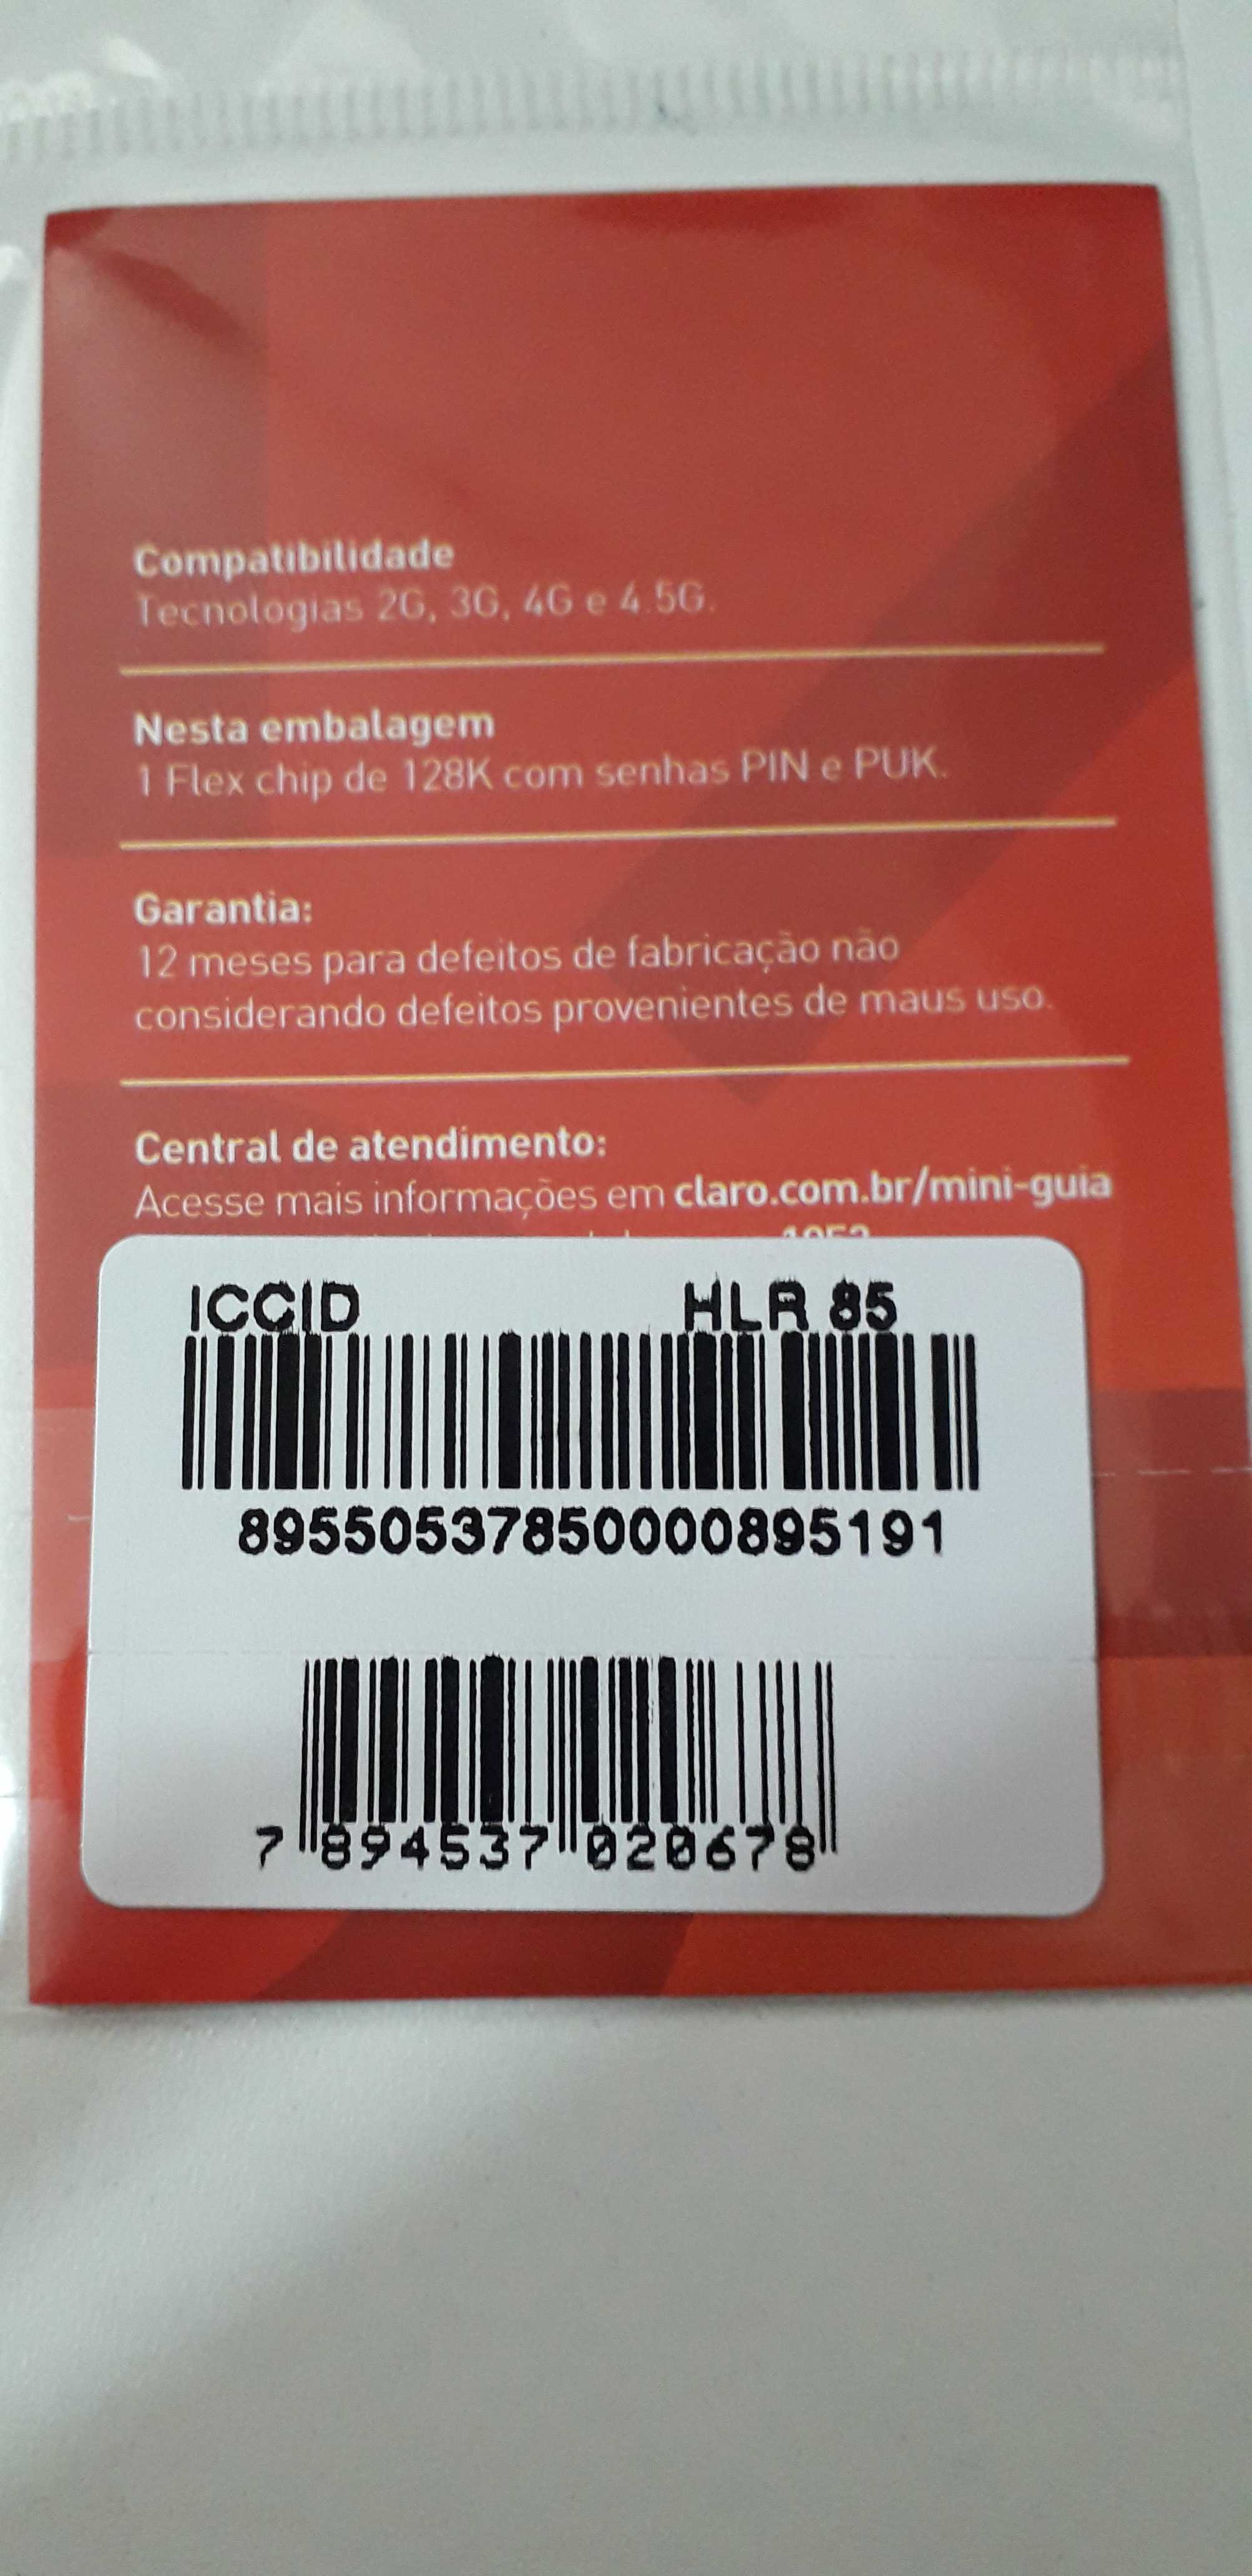 Compatibilidade
Tecnologias 2G, 3G, 4G e 4.5G.
Nesta embalagem
1 Flex chip de 128K com senhas PIN e PUK.
Garantia:
12 meses para defeitos de fabricação não
considerando defeitos provenientes de maus uso.
Central de atendimento:
Acesse mais informações em claro.com.br/mini-guia
1052
ICCID HLR 85
89550537850000895191
7 894537 020678